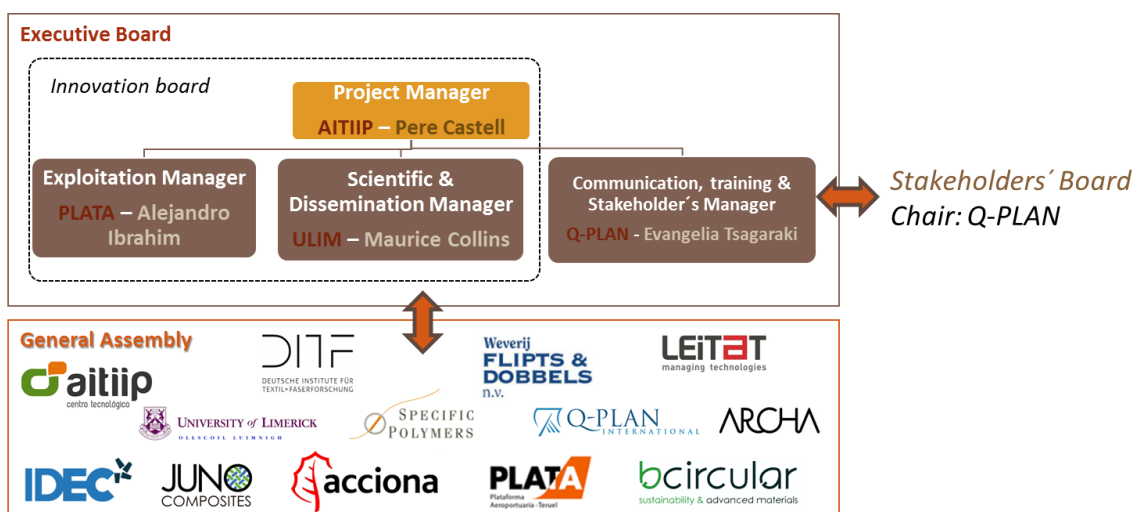 Executive Board
Innovation board
Project Manager
AITIIP – Pere Castell
Exploitation Manager
PLATA – Alejandro
Ibrahim
Scientific &
Dissemination Manager
ULIM – Maurice Collins
Communication, training &
Stakeholder´s Manager
Q-PLAN - Evangelia Tsagaraki
Stakeholders´ Board
Chair: Q-PLAN
General Assembly
aitiip
centro tecnológico
DITF
DEUTSCHE INSTITUTE FÜR
TEXTIL+FASERFORSCHUNG
Weverij
FLIPTS &
DOBBELS
n.v.
LEiTAT
managing technologies
UNIVERSITY of LIMERICK
OLLSCOIL LUIMNIGH
SPECIFIC
POLYMERS
Q-PLAN
INTERNATIONAL
ARCHA
IDEC
JUNO
COMPOSITES
acciona
PLATA
Plataforma
Aeroportuaria-Teruel
bcircular
sustainability & advanced materials